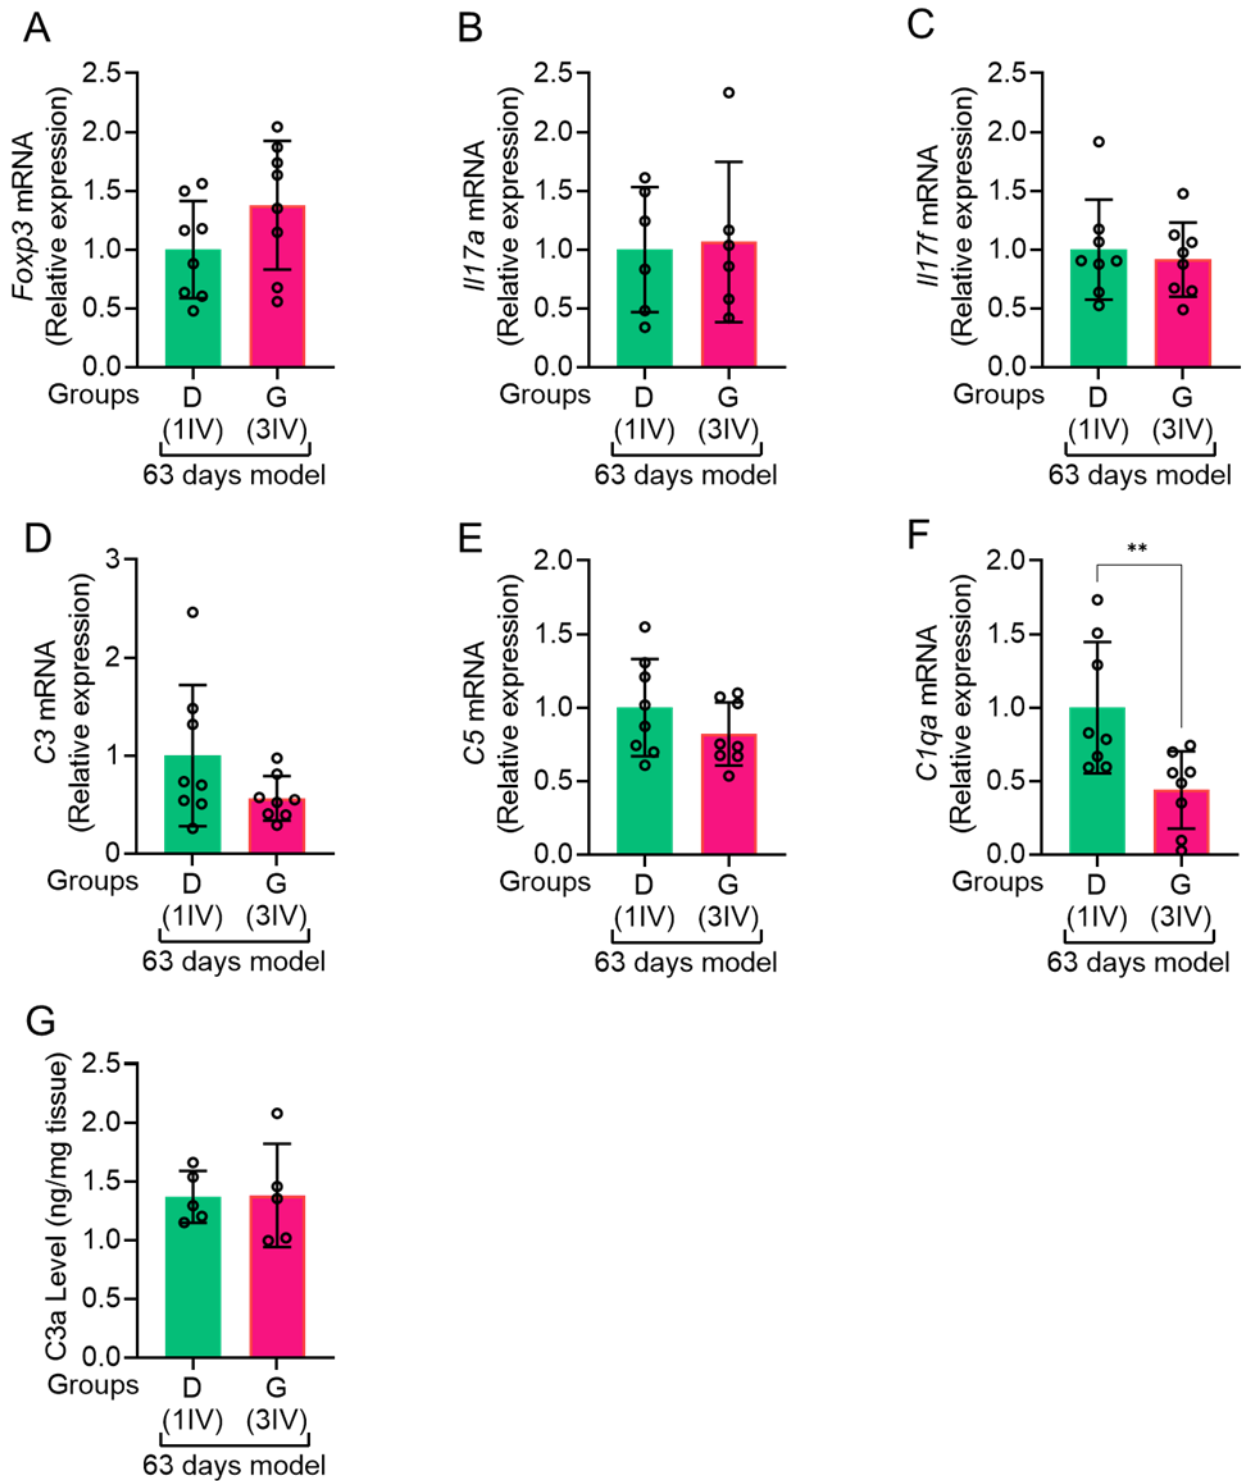 A
Foxp3 mRNA
(Relative expression)
2.5
2.0
1.5
1.0
0.5
0.0
Groups D G
(1IV) (3IV)
63 days model
B
Il17a mRNA
(Relative expression)
2.5
2.0
1.5
1.0
0.5
0.0
Groups D G
(1IV) (3IV)
63 days model
C
Il17f mRNA
(Relative expression)
2.5
2.0
1.5
1.0
0.5
0.0
Groups D G
(1IV) (3IV)
63 days model
D
C3 mRNA
(Relative expression)
3
2
1
0
Groups D G
(1IV) (3IV)
63 days model
E
C5 mRNA
(Relative expression)
2.0
1.5
1.0
0.5
0.0
Groups D G
(1IV) (3IV)
63 days model
F
C1qa mRNA
(Relative expression)
2.0
1.5
1.0
0.5
0.0
**
Groups D G
(1IV) (3IV)
63 days model
G
C3a Level (ng/mg tissue)
2.5
2.0
1.5
1.0
0.5
0.0
Groups D G
(1IV) (3IV)
63 days model